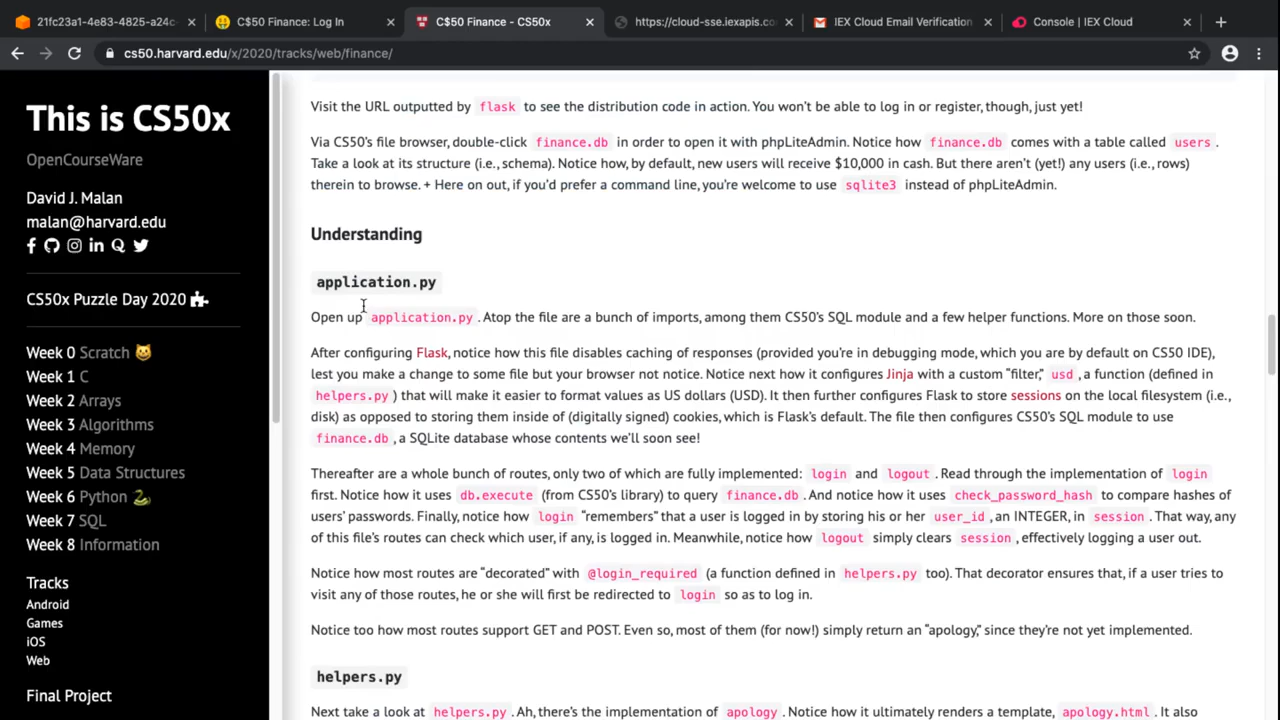 21fc23a1-4e83-4825-a24c-
C$50 Finance: Log In
C$50 Finance - CS50x
https://cloud-sse.iexapis.co
IEX Cloud Email Verification
Console | IEX Cloud
cs50.harvard.edu/x/2020/tracks/web/finance/
This is CS50x
OpenCourseWare
David J. Malan
malan@harvard.edu
CS50x Puzzle Day 2020
Week 0 Scratch
Week 1 C
Week 2 Arrays
Week 3 Algorithms
Week 4 Memory
Week 5 Data Structures
Week 6 Python
Week 7 SQL
Week 8 Information
Tracks
Android
Games
iOS
Web
Final Project
Visit the URL outputted by flask to see the distribution code in action. You won’t be able to log in or register, though, just yet!
Via CS50’s file browser, double-click finance.db in order to open it with phpLiteAdmin. Notice how finance.db comes with a table called users .
Take a look at its structure (i.e., schema). Notice how, by default, new users will receive $10,000 in cash. But there aren’t (yet!) any users (i.e., rows)
therein to browse. + Here on out, if you’d prefer a command line, you’re welcome to use sqlite3 instead of phpLiteAdmin.
Understanding
application.py
Open up application.py . Atop the file are a bunch of imports, among them CS50’s SQL module and a few helper functions. More on those soon.
After configuring Flask, notice how this file disables caching of responses (provided you’re in debugging mode, which you are by default on CS50 IDE),
lest you make a change to some file but your browser not notice. Notice next how it configures Jinja with a custom “filter,” usd , a function (defined in
helpers.py ) that will make it easier to format values as US dollars (USD). It then further configures Flask to store sessions on the local filesystem (i.e.,
disk) as opposed to storing them inside of (digitally signed) cookies, which is Flask’s default. The file then configures CS50’s SQL module to use
finance.db , a SQLite database whose contents we’ll soon see!
Thereafter are a whole bunch of routes, only two of which are fully implemented: login and logout . Read through the implementation of login
first. Notice how it uses db.execute (from CS50’s library) to query finance.db . And notice how it uses check_password_hash to compare hashes of
users’ passwords. Finally, notice how login “remembers” that a user is logged in by storing his or her user_id , an INTEGER, in session . That way, any
of this file’s routes can check which user, if any, is logged in. Meanwhile, notice how logout simply clears session , effectively logging a user out.
Notice how most routes are “decorated” with @login_required (a function defined in helpers.py too). That decorator ensures that, if a user tries to
visit any of those routes, he or she will first be redirected to login so as to log in.
Notice too how most routes support GET and POST. Even so, most of them (for now!) simply return an “apology,” since they’re not yet implemented.
helpers.py
Next take a look at helpers.py . Ah, there’s the implementation of apology . Notice how it ultimately renders a template, apology.html . It also